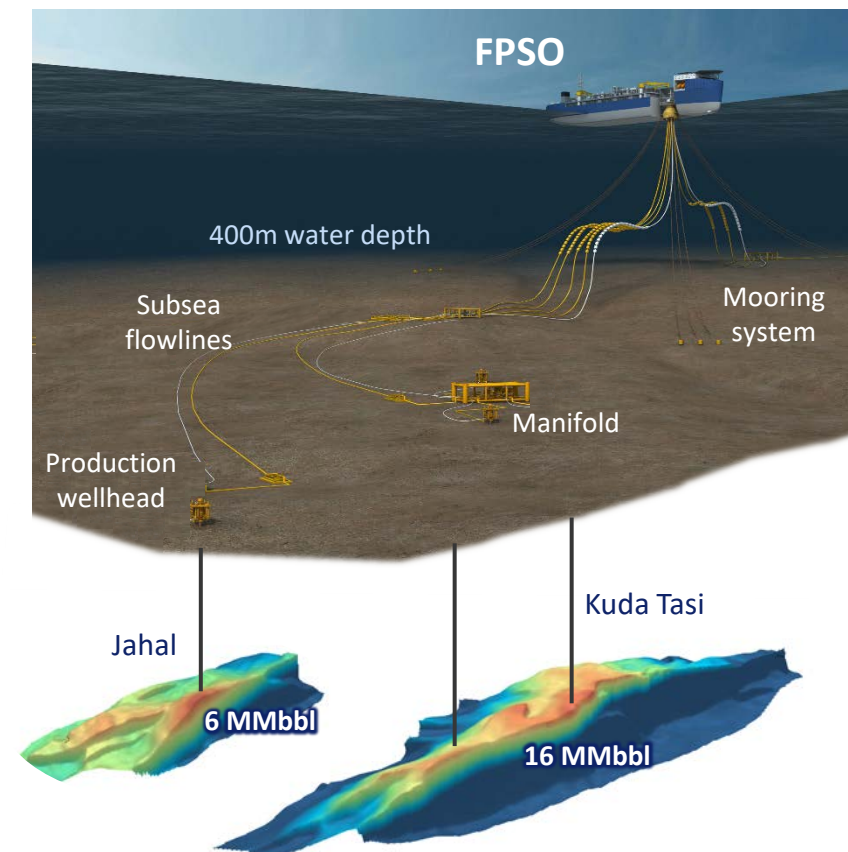 FPSO
400m water depth
Subsea
flowlines
Mooring
system
Manifold
Production
wellhead
Kuda Tasi
Jahal
6 MMbbl
16 MMbbl